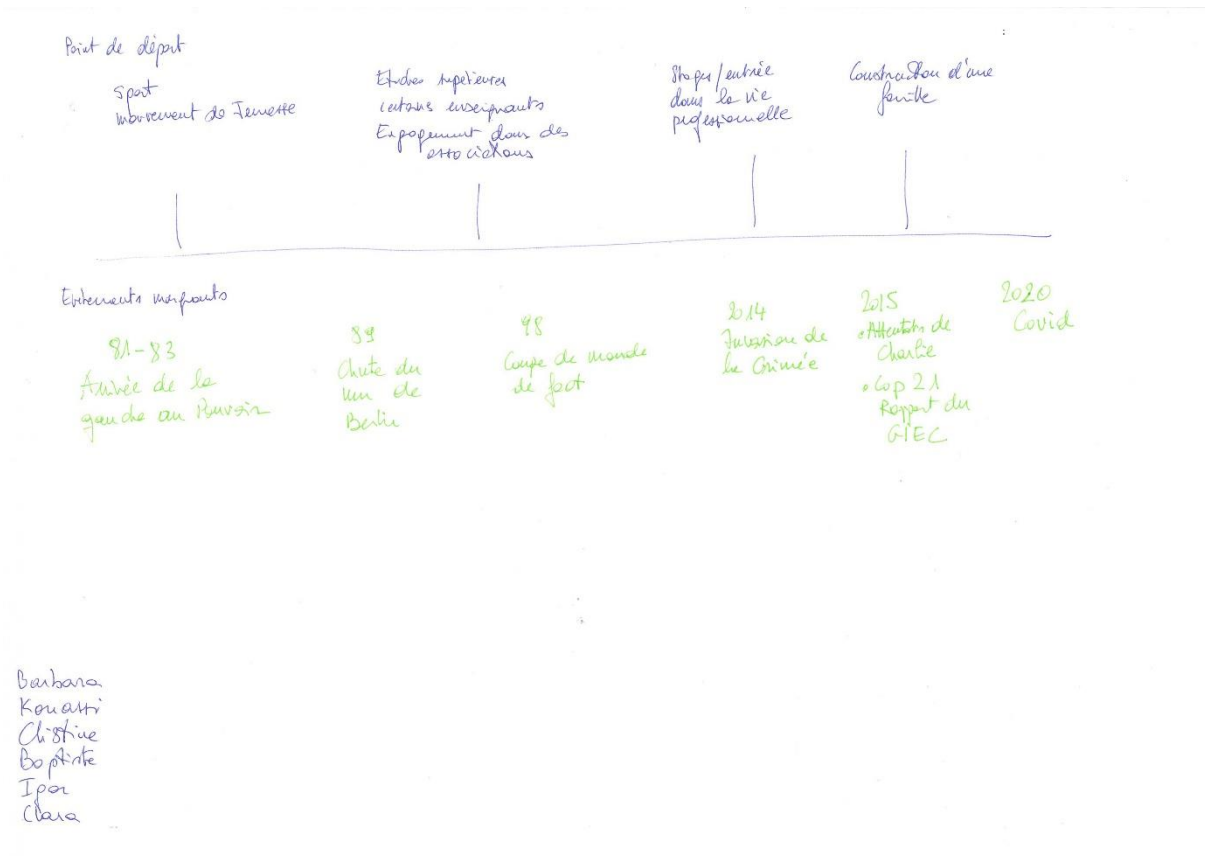 Point de départ
Sport
mouvement de Jeunesse
Etudes supérieures
certains enseignants
Engagement dans des
associations
Stages/entrée
dans la vie
professionnelle
Construction d'une
famille
Evénements marquants
81-83
Arrivée de la
gauche au Pouvoir
89
Chute du
mur de
Berlin
98
Coupe de monde
de foot
2014
Invasion de
la Crimée
2015
• Attentats de
Charlie
• Cop 21
Rapport du
GIEC
2020
Covid
Barbara
Kouassi
Christine
Baptiste
Igor
Clara